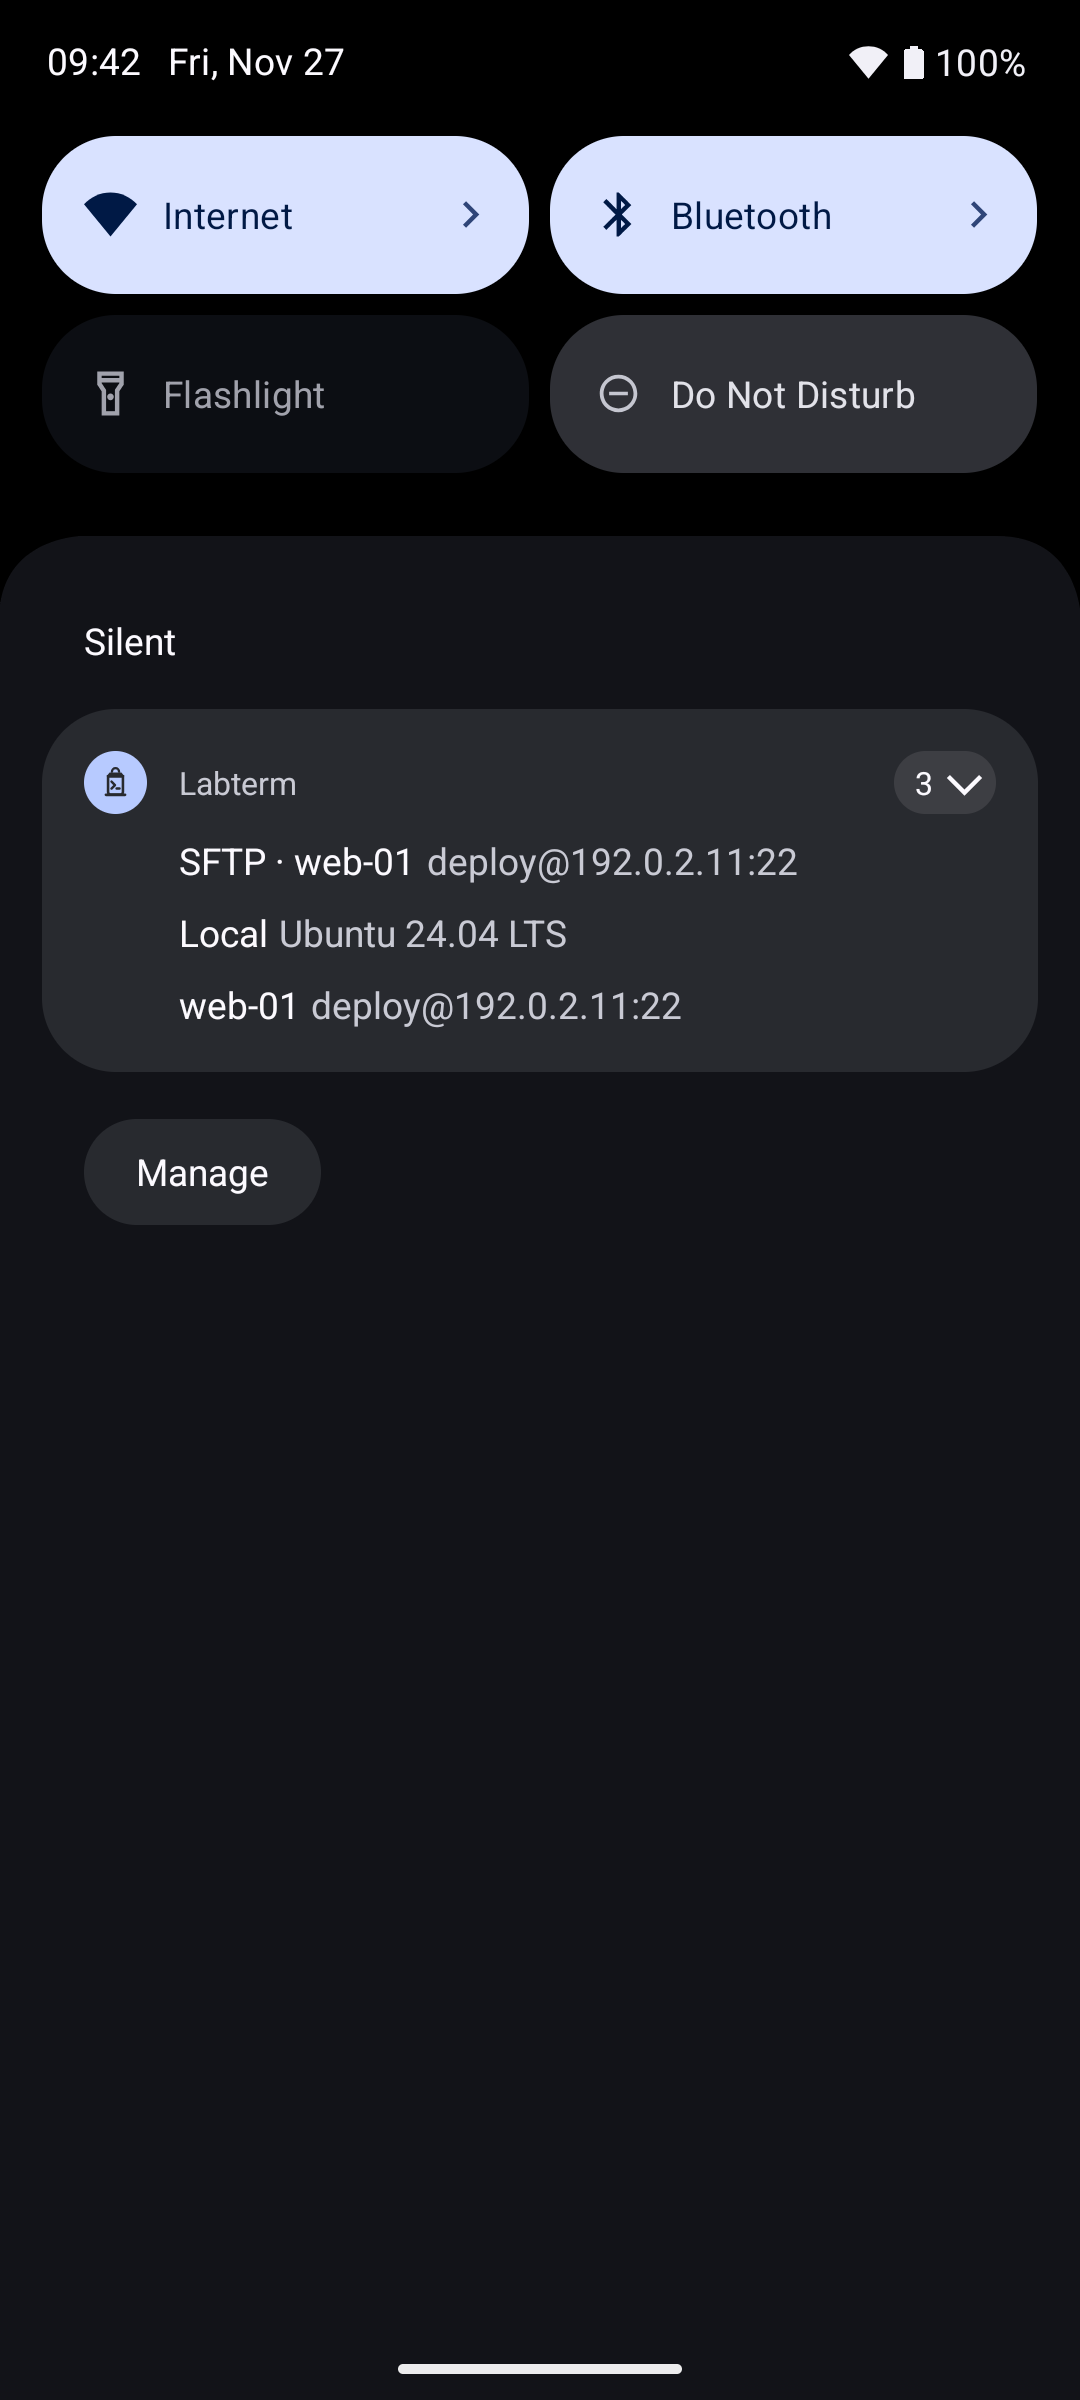 09:42 Fri, Nov 27 100%
Internet
Bluetooth
Flashlight
Do Not Disturb
Silent
Labterm 3
SFTP · web-01 deploy@192.0.2.11:22
Local Ubuntu 24.04 LTS
web-01 deploy@192.0.2.11:22
Manage